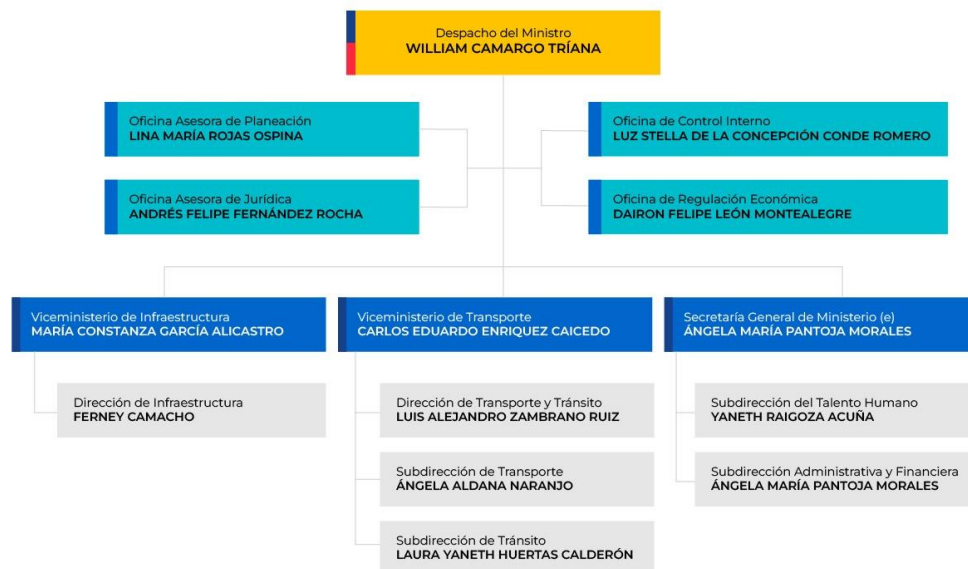 Despacho del Ministro
WILLIAM CAMARGO TRÍANA
Oficina Asesora de Planeación
LINA MARÍA ROJAS OSPINA
Oficina de Control Interno
LUZ STELLA DE LA CONCEPCIÓN CONDE ROMERO
Oficina Asesora de Jurídica
ANDRÉS FELIPE FERNÁNDEZ ROCHA
Oficina de Regulación Económica
DAIRON FELIPE LEÓN MONTEALEGRE
Viceministerio de Infraestructura
MARÍA CONSTANZA GARCÍA ALICASTRO
Viceministerio de Transporte
CARLOS EDUARDO ENRIQUEZ CAICEDO
Secretaría General de Ministerio (e)
ÁNGELA MARÍA PANTOJA MORALES
Dirección de Infraestructura
FERNEY CAMACHO
Dirección de Transporte y Tránsito
LUIS ALEJANDRO ZAMBRANO RUIZ
Subdirección del Talento Humano
YANETH RAIGOZA ACUÑA
Subdirección de Transporte
ÁNGELA ALDANA NARANJO
Subdirección Administrativa y Financiera
ÁNGELA MARÍA PANTOJA MORALES
Subdirección de Tránsito
LAURA YANETH HUERTAS CALDERÓN